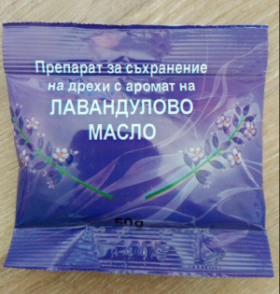 Препарат за съхранение
на дрехи с аромат на
ЛАВАНДУЛОВО
МАСЛО
50g